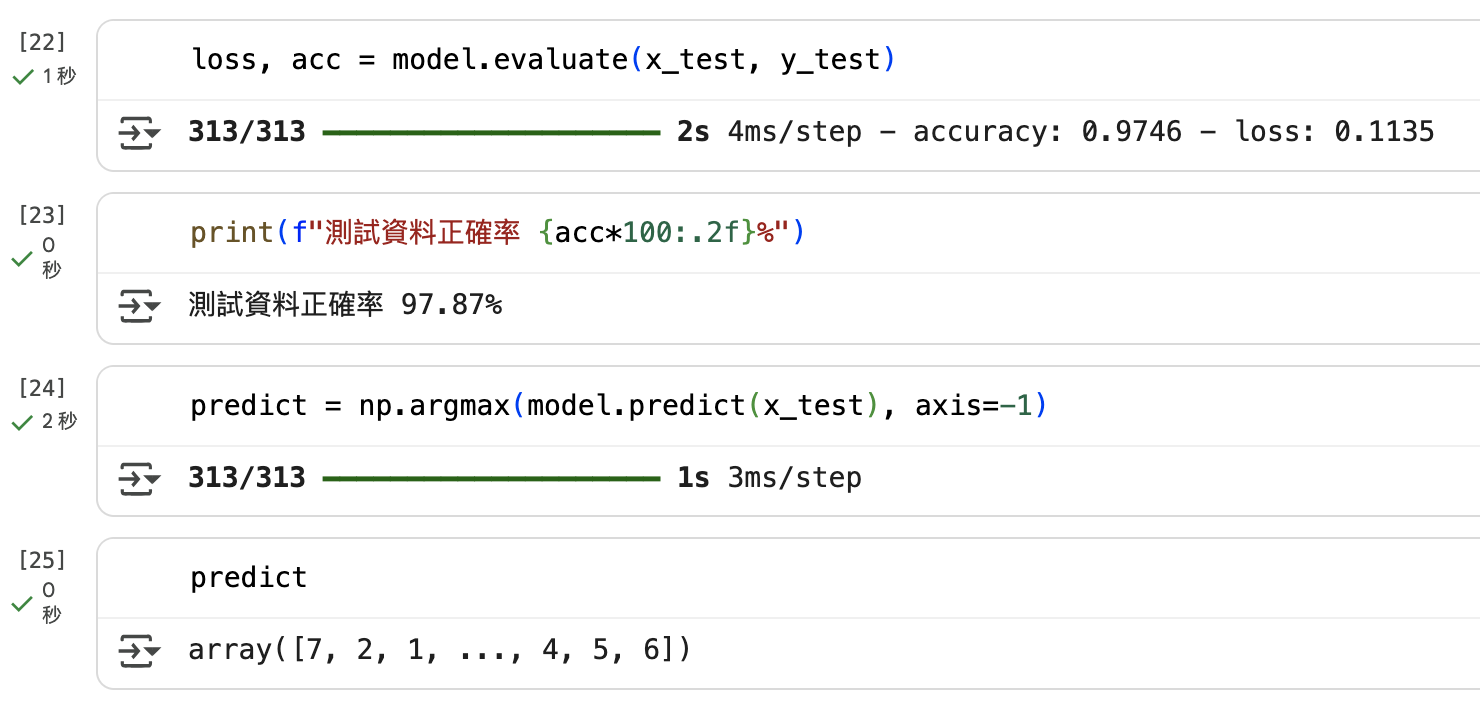 [22]
loss, acc = model.evaluate(x_test, y_test)
1 秒
313/313 ━━━━━━━━━━━━━━━━━━━━ 2s 4ms/step - accuracy: 0.9746 - loss: 0.1135
[23]
print(f"測試資料正確率 {acc*100:.2f}%")
0
秒
測試資料正確率 97.87%
[24]
predict = np.argmax(model.predict(x_test), axis=-1)
2 秒
313/313 ━━━━━━━━━━━━━━━━━━━━ 1s 3ms/step
[25]
predict
0
秒
array([7, 2, 1, ..., 4, 5, 6])